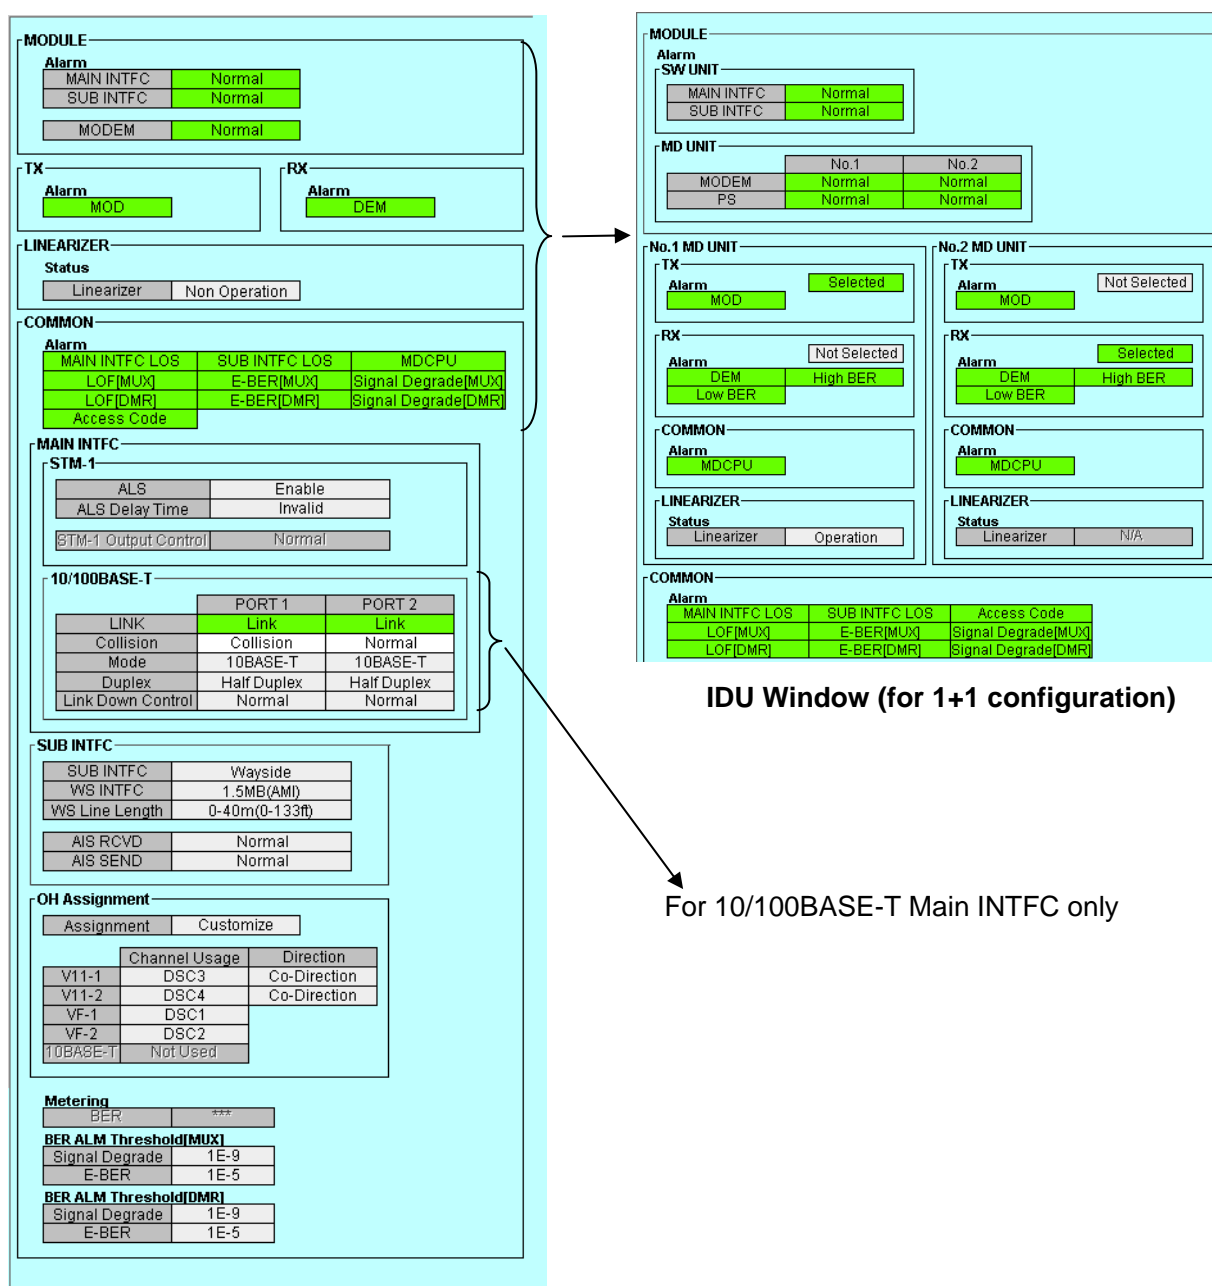 MODULE
Alarm
MAIN INTFC Normal
SUB INTFC Normal
MODEM Normal
TX
Alarm
MOD
RX
Alarm
DEM
LINEARIZER
Status
Linearizer Non Operation
COMMON
Alarm
MAIN INTFC LOS SUB INTFC LOS MDCPU
LOF[MUX] E-BER[MUX] Signal Degrade[MUX]
LOF[DMR] E-BER[DMR] Signal Degrade[DMR]
Access Code
MAIN INTFC
STM-1
ALS Enable
ALS Delay Time Invalid
STM-1 Output Control Normal
10/100BASE-T
PORT 1 PORT 2
LINK Link Link
Collision Collision Normal
Mode 10BASE-T 10BASE-T
Duplex Half Duplex Half Duplex
Link Down Control Normal Normal
SUB INTFC
SUB INTFC Wayside
WS INTFC 1.5MB(AMI)
WS Line Length 0-40m(0-133ft)
AIS RCVD Normal
AIS SEND Normal
OH Assignment
Assignment Customize
Channel Usage Direction
V11-1 DSC3 Co-Direction
V11-2 DSC4 Co-Direction
VF-1 DSC1
VF-2 DSC2
10BASE-T Not Used
Metering
BER ***
BER ALM Threshold[MUX]
Signal Degrade 1E-9
E-BER 1E-5
BER ALM Threshold[DMR]
Signal Degrade 1E-9
E-BER 1E-5
MODULE
Alarm
SW UNIT
MAIN INTFC Normal
SUB INTFC Normal
MD UNIT
No.1 No.2
MODEM Normal Normal
PS Normal Normal
No.1 MD UNIT
TX
Alarm Selected
MOD
RX
Not Selected
Alarm
DEM High BER
Low BER
COMMON
Alarm
MDCPU
LINEARIZER
Status
Linearizer Operation
No.2 MD UNIT
TX
Alarm Not Selected
MOD
RX
Selected
Alarm
DEM High BER
Low BER
COMMON
Alarm
MDCPU
LINEARIZER
Status
Linearizer N/A
COMMON
Alarm
MAIN INTFC LOS SUB INTFC LOS Access Code
LOF[MUX] E-BER[MUX] Signal Degrade[MUX]
LOF[DMR] E-BER[DMR] Signal Degrade[DMR]
IDU Window (for 1+1 configuration)
For 10/100BASE-T Main INTFC only